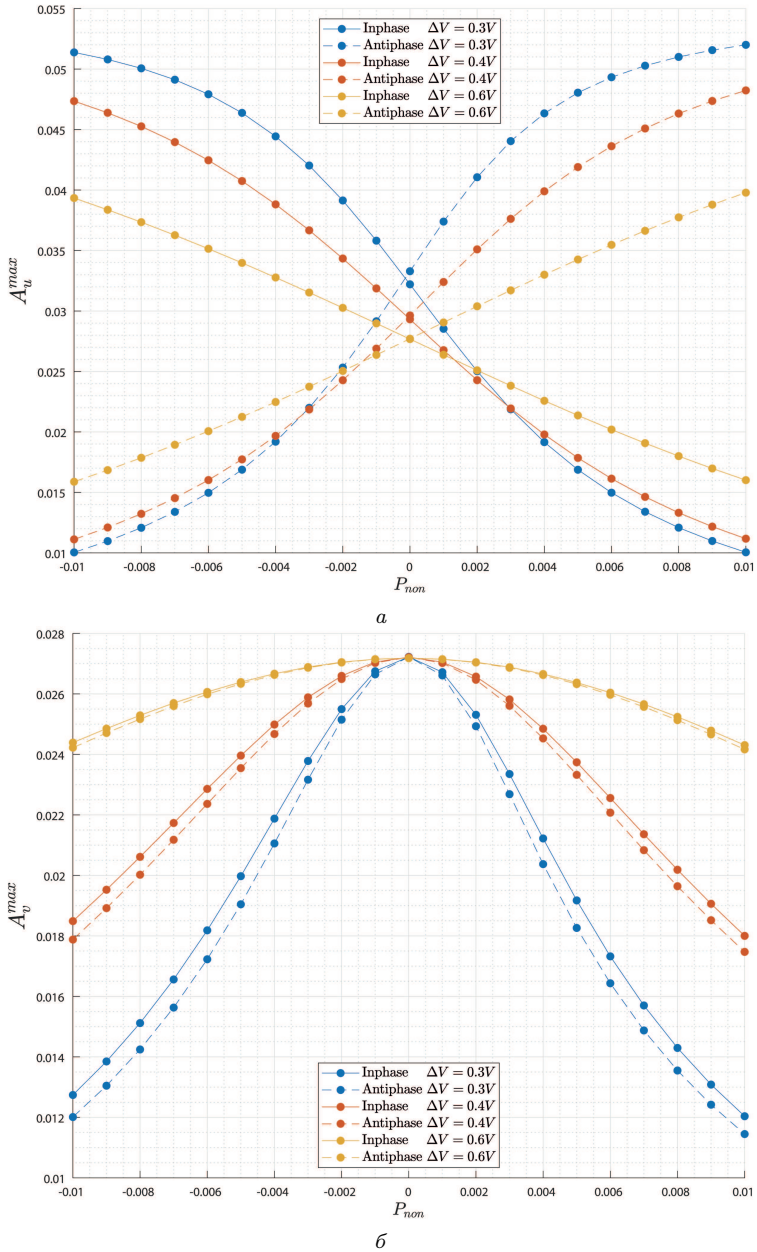 0.055
0.05
0.045
0.04
0.035
0.03
0.025
0.02
0.015
0.01
A_u^{max}
Inphase ΔV = 0.3V
Antiphase ΔV = 0.3V
Inphase ΔV = 0.4V
Antiphase ΔV = 0.4V
Inphase ΔV = 0.6V
Antiphase ΔV = 0.6V
-0.01 -0.008 -0.006 -0.004 -0.002 0 0.002 0.004 0.006 0.008 0.01
P_{non}
а
0.028
0.026
0.024
0.022
0.02
0.018
0.016
0.014
0.012
0.01
A_v^{max}
Inphase ΔV = 0.3V
Antiphase ΔV = 0.3V
Inphase ΔV = 0.4V
Antiphase ΔV = 0.4V
Inphase ΔV = 0.6V
Antiphase ΔV = 0.6V
-0.01 -0.008 -0.006 -0.004 -0.002 0 0.002 0.004 0.006 0.008 0.01
P_{non}
б